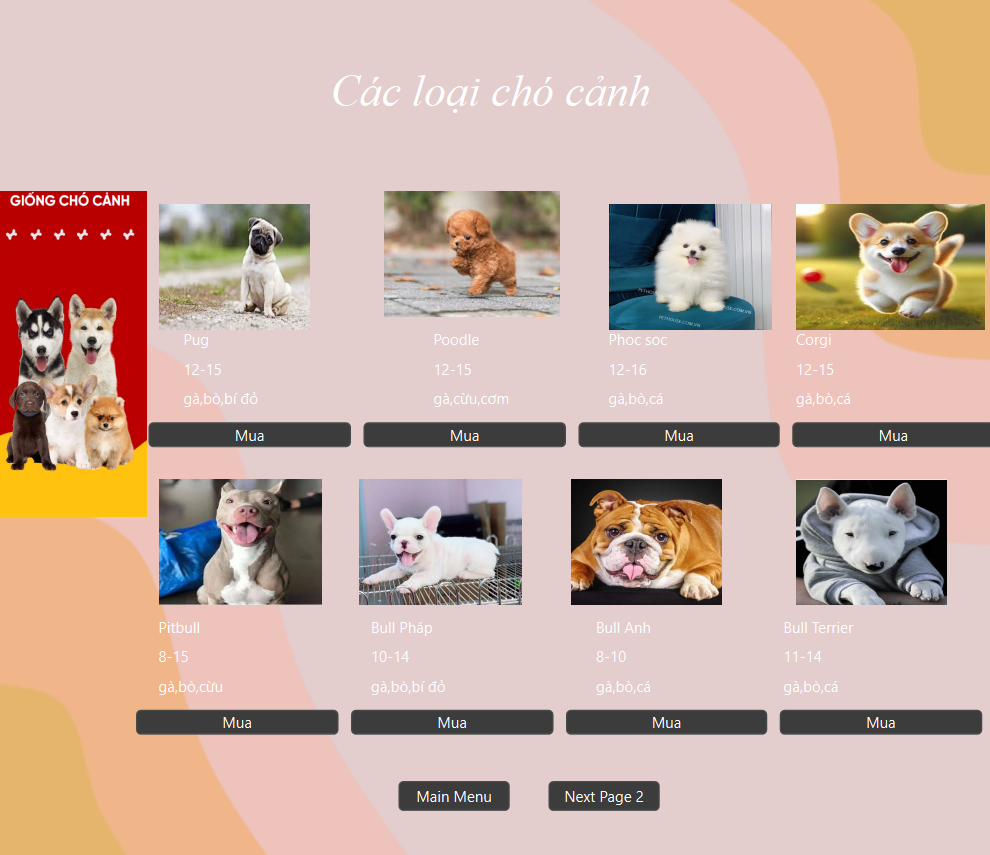 Các loại chó cảnh
GIỐNG CHÓ CẢNH
Pug
12-15
gà,bò,bí đỏ
Mua
Poodle
12-15
gà,cừu,cơm
Mua
Phoc soc
12-16
gà,bò,cá
Mua
Corgi
12-15
gà,bò,cá
Mua
Pitbull
8-15
gà,bò,cừu
Mua
Bull Pháp
10-14
gà,bò,bí đỏ
Mua
Bull Anh
8-10
gà,bò,cá
Mua
Bull Terrier
11-14
gà,bò,cá
Mua
Main Menu
Next Page 2